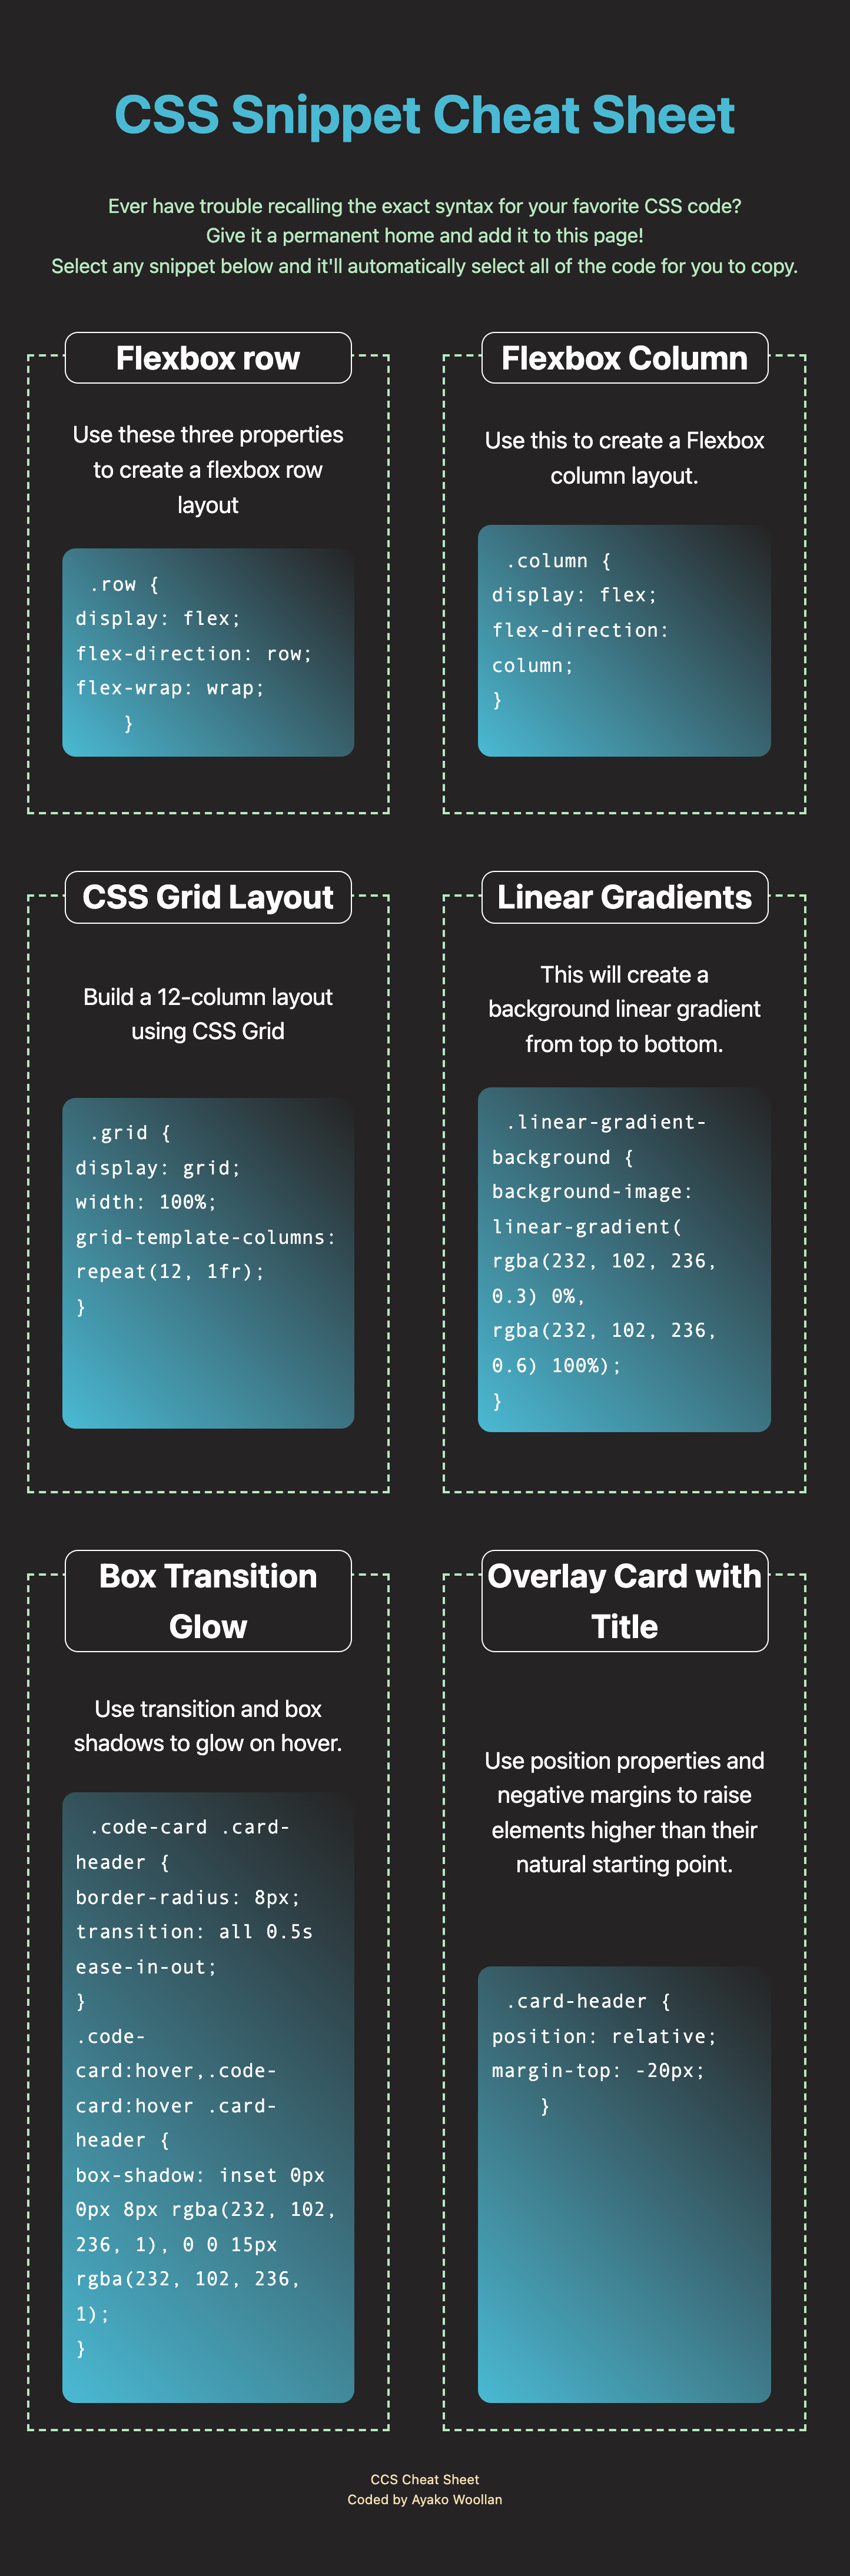 CSS Snippet Cheat Sheet
Ever have trouble recalling the exact syntax for your favorite CSS code?
Give it a permanent home and add it to this page!
Select any snippet below and it'll automatically select all of the code for you to copy.
Flexbox row
Use these three properties
to create a flexbox row
layout
.row {
display: flex;
flex-direction: row;
flex-wrap: wrap;
}
Flexbox Column
Use this to create a Flexbox
column layout.
.column {
display: flex;
flex-direction:
column;
}
CSS Grid Layout
Build a 12-column layout
using CSS Grid
.grid {
display: grid;
width: 100%;
grid-template-columns:
repeat(12, 1fr);
}
Linear Gradients
This will create a
background linear gradient
from top to bottom.
.linear-gradient-
background {
background-image:
linear-gradient(
rgba(232, 102, 236,
0.3) 0%,
rgba(232, 102, 236,
0.6) 100%);
}
Box Transition
Glow
Use transition and box
shadows to glow on hover.
.code-card .card-
header {
border-radius: 8px;
transition: all 0.5s
ease-in-out;
}
.code-
card:hover,.code-
card:hover .card-
header {
box-shadow: inset 0px
0px 8px rgba(232, 102,
236, 1), 0 0 15px
rgba(232, 102, 236,
1);
}
Overlay Card with
Title
Use position properties and
negative margins to raise
elements higher than their
natural starting point.
.card-header {
position: relative;
margin-top: -20px;
}
CCS Cheat Sheet
Coded by Ayako Woollan